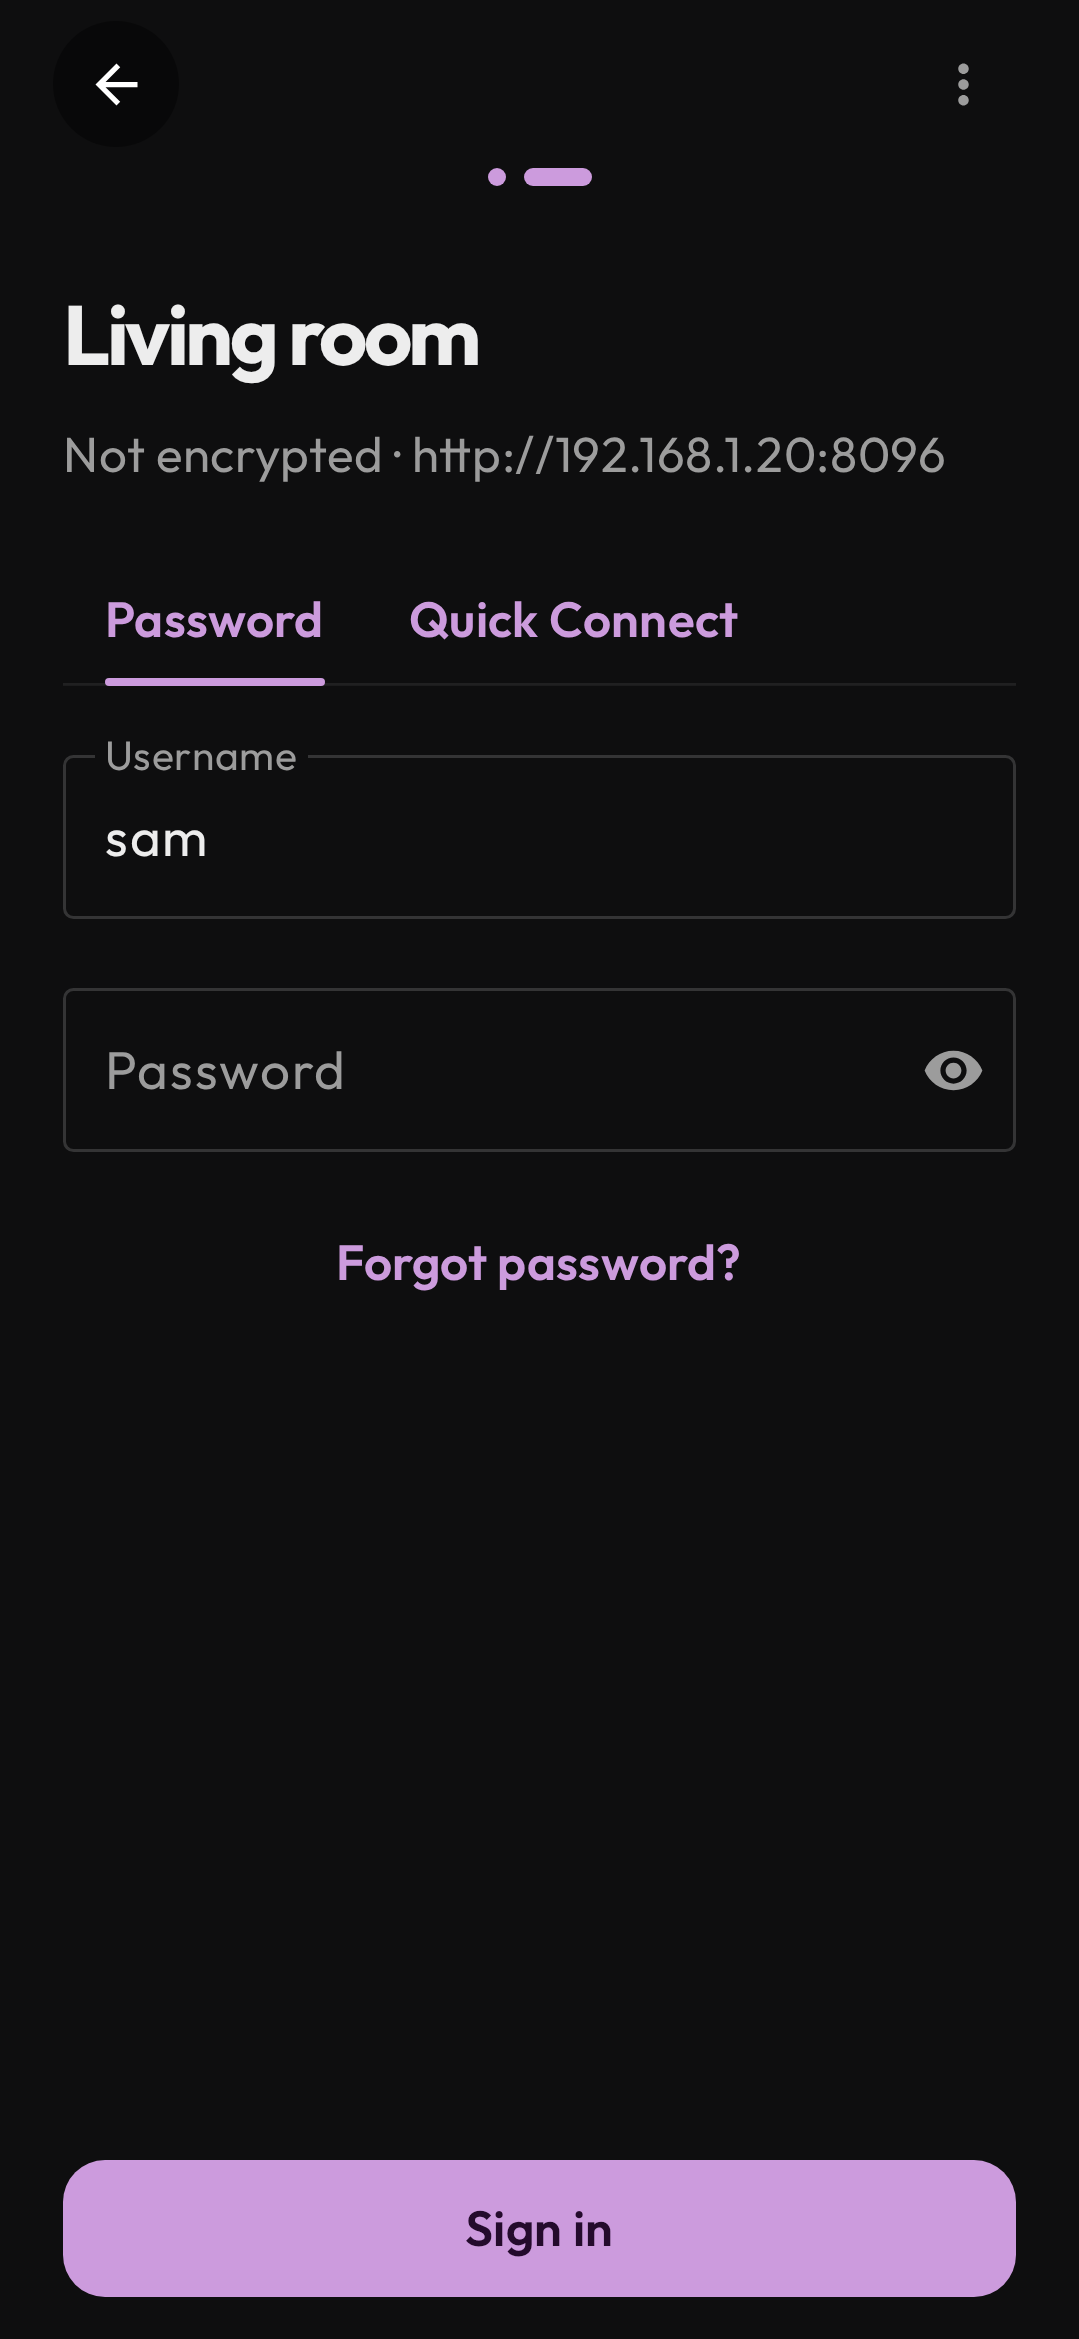 Living room
Not encrypted · http://192.168.1.20:8096
Password
Quick Connect
Username
sam
Password
Forgot password?
Sign in